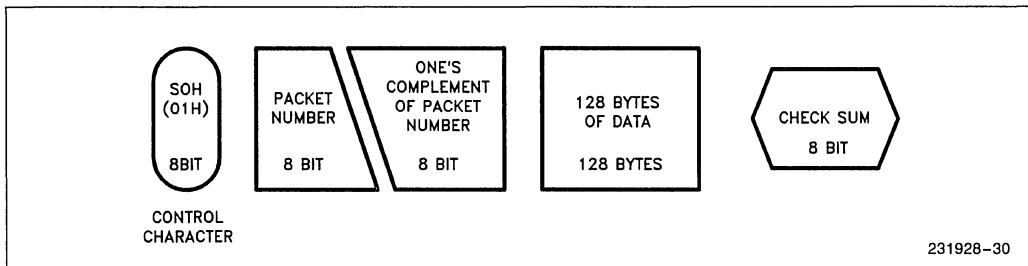 SOH
(01H)
8BIT
CONTROL
CHARACTER
PACKET
NUMBER
8 BIT
ONE'S
COMPLEMENT
OF PACKET
NUMBER
8 BIT
128 BYTES
OF DATA
128 BYTES
CHECK SUM
8 BIT
231928-30